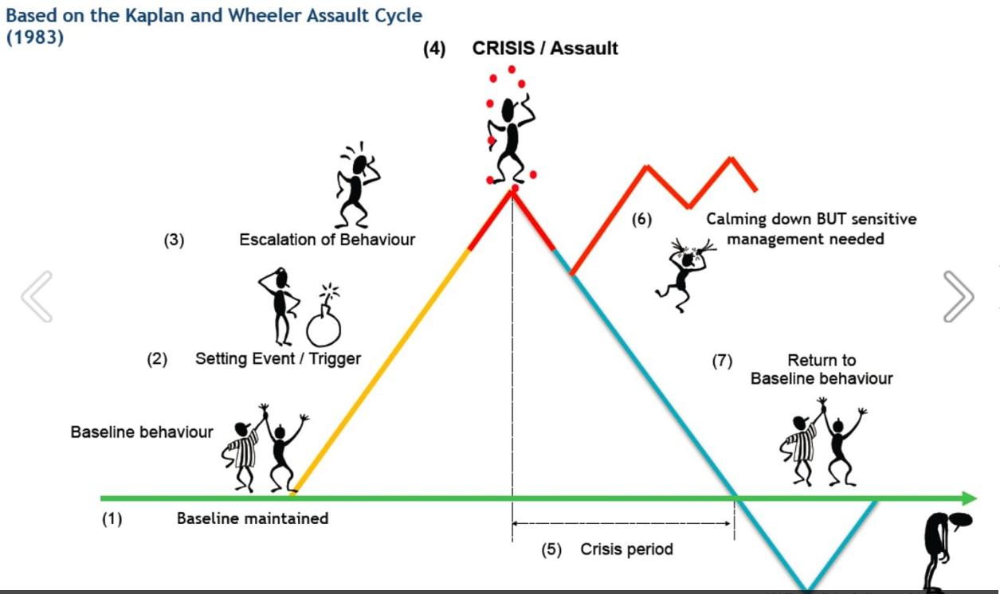 Based on the Kaplan and Wheeler Assault Cycle
(1983)
(4) CRISIS / Assault
(3) Escalation of Behaviour
(6) Calming down BUT sensitive
management needed
(2) Setting Event / Trigger
(7) Return to
Baseline behaviour
Baseline behaviour
(1) Baseline maintained
(5) Crisis period